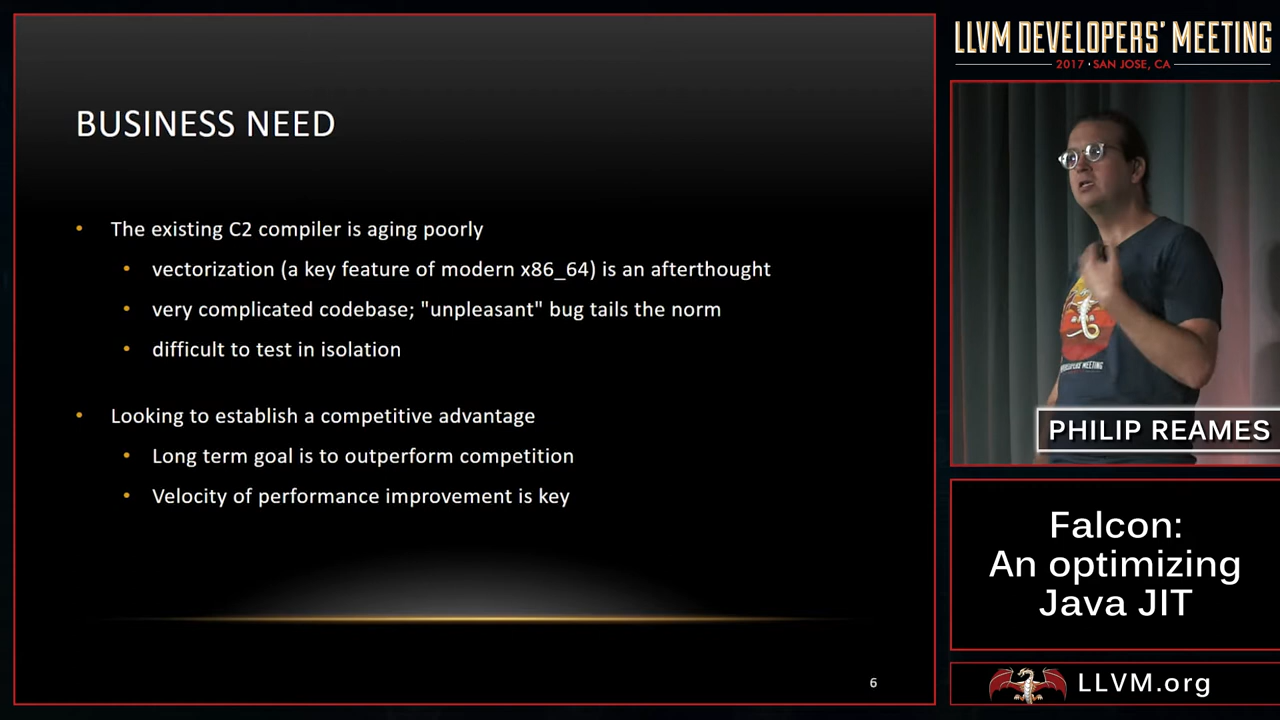 BUSINESS NEED
• The existing C2 compiler is aging poorly
• vectorization (a key feature of modern x86_64) is an afterthought
• very complicated codebase; "unpleasant" bug tails the norm
• difficult to test in isolation
• Looking to establish a competitive advantage
• Long term goal is to outperform competition
• Velocity of performance improvement is key
6
LLVM DEVELOPERS' MEETING
2017 • SAN JOSE, CA
PHILIP REAMES
Falcon:
An optimizing
Java JIT
LLVM.org